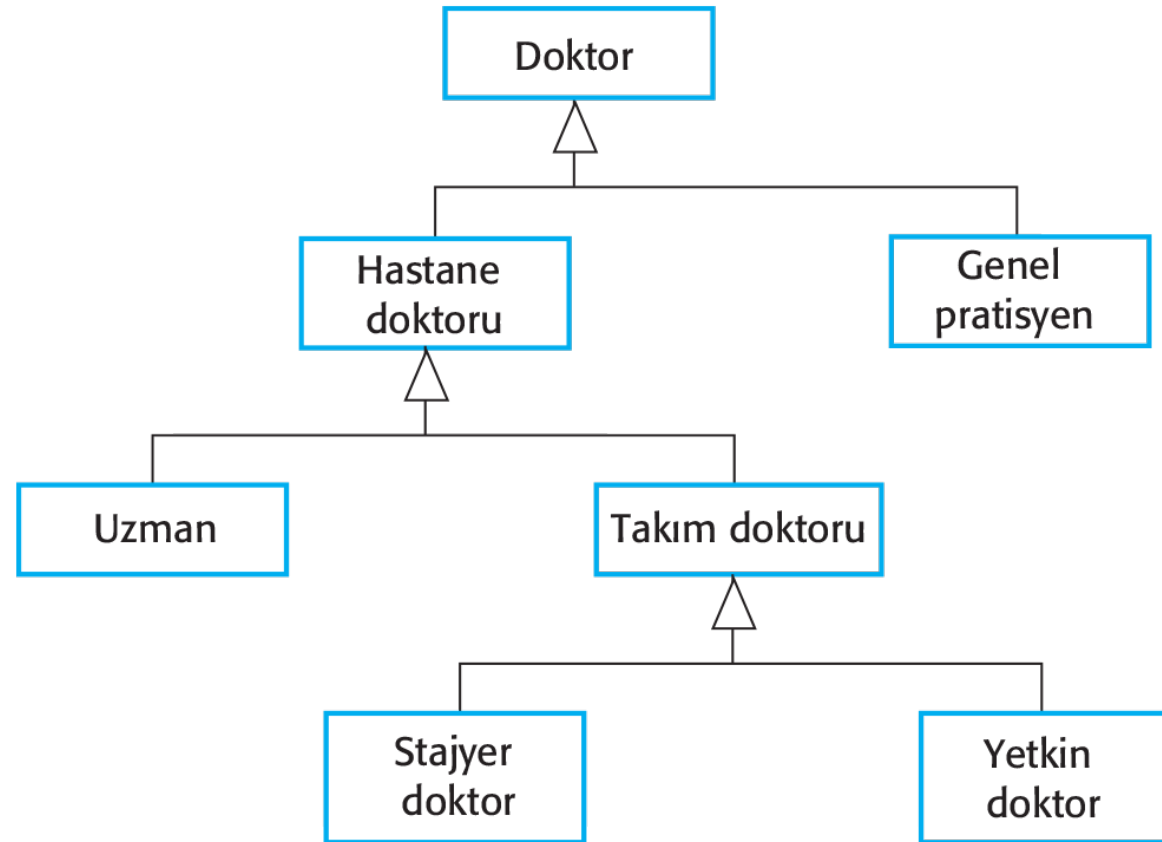 Doktor
Hastane
doktoru
Genel
pratisyen
Uzman
Takım doktoru
Stajyer
doktor
Yetkin
doktor